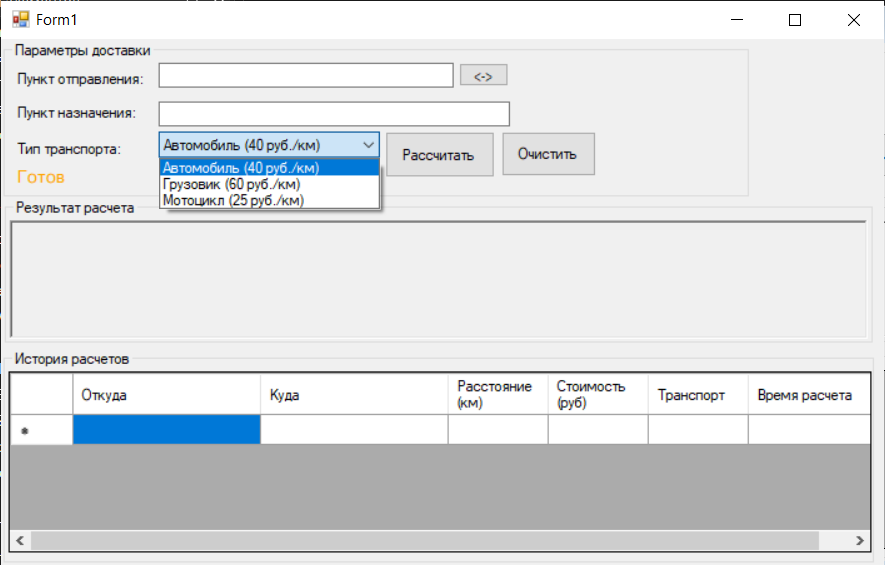 Form1
Параметры доставки
Пункт отправления:
<->
Пункт назначения:
Тип транспорта:
Автомобиль (40 руб./км)
Рассчитать
Очистить
Автомобиль (40 руб./км)
Грузовик (60 руб./км)
Мотоцикл (25 руб./км)
Готов
Результат расчета
История расчетов
Откуда
Куда
Расстояние
(км)
Стоимость
(руб)
Транспорт
Время расчета